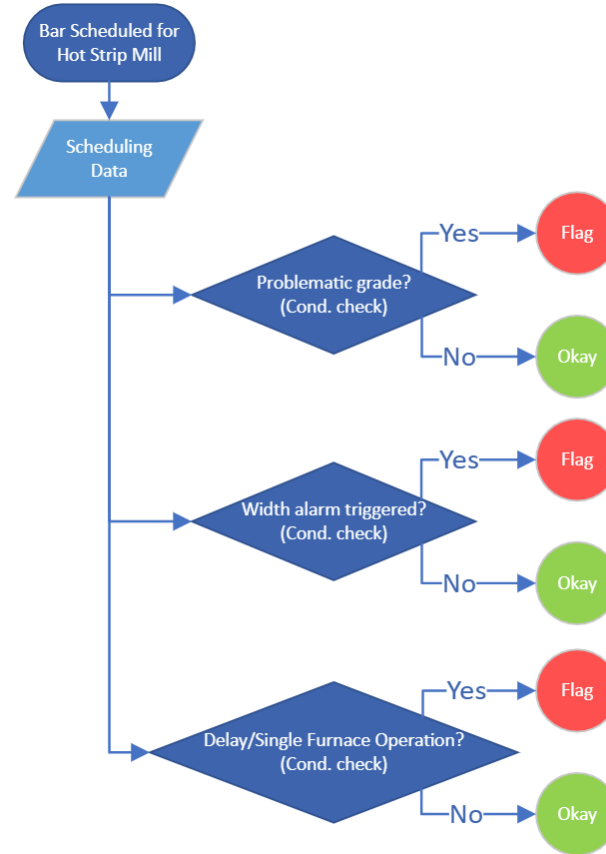 Bar Scheduled for
Hot Strip Mill
Scheduling
Data
Problematic grade?
(Cond. check)
Yes
Flag
No
Okay
Width alarm triggered?
(Cond. check)
Yes
Flag
No
Okay
Delay/Single Furnace Operation?
(Cond. check)
Yes
Flag
No
Okay